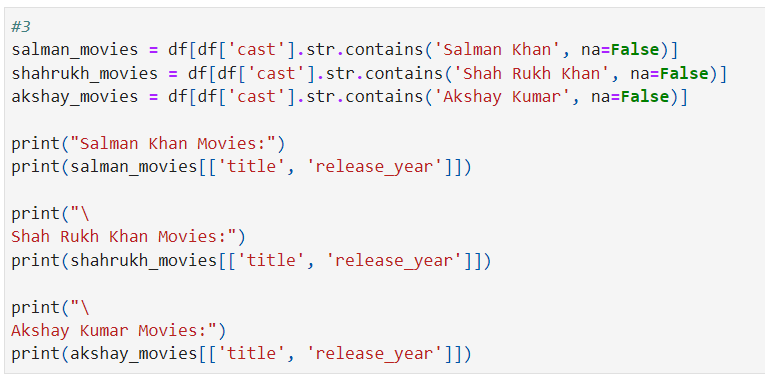 #3
salman_movies = df[df['cast'].str.contains('Salman Khan', na=False)]
shahrukh_movies = df[df['cast'].str.contains('Shah Rukh Khan', na=False)]
akshay_movies = df[df['cast'].str.contains('Akshay Kumar', na=False)]

print("Salman Khan Movies:")
print(salman_movies[['title', 'release_year']])

print("\
Shah Rukh Khan Movies:")
print(shahrukh_movies[['title', 'release_year']])

print("\
Akshay Kumar Movies:")
print(akshay_movies[['title', 'release_year']])